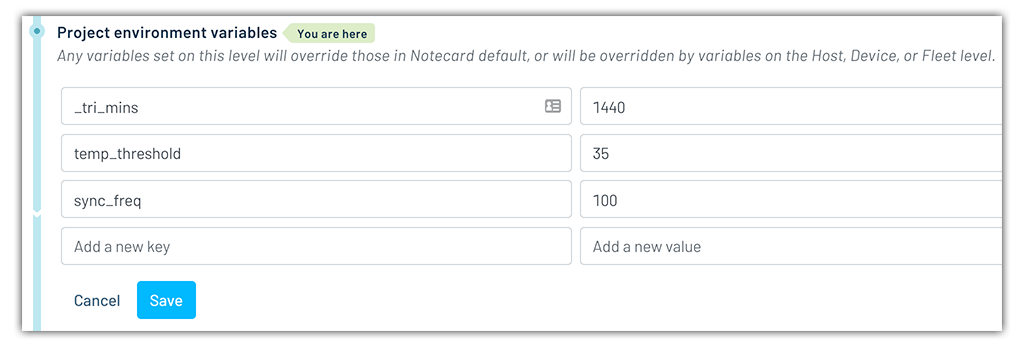 Project environment variables You are here
Any variables set on this level will override those in Notecard default, or will be overridden by variables on the Host, Device, or Fleet level.
_tri_mins 1440
temp_threshold 35
sync_freq 100
Add a new key Add a new value
Cancel Save